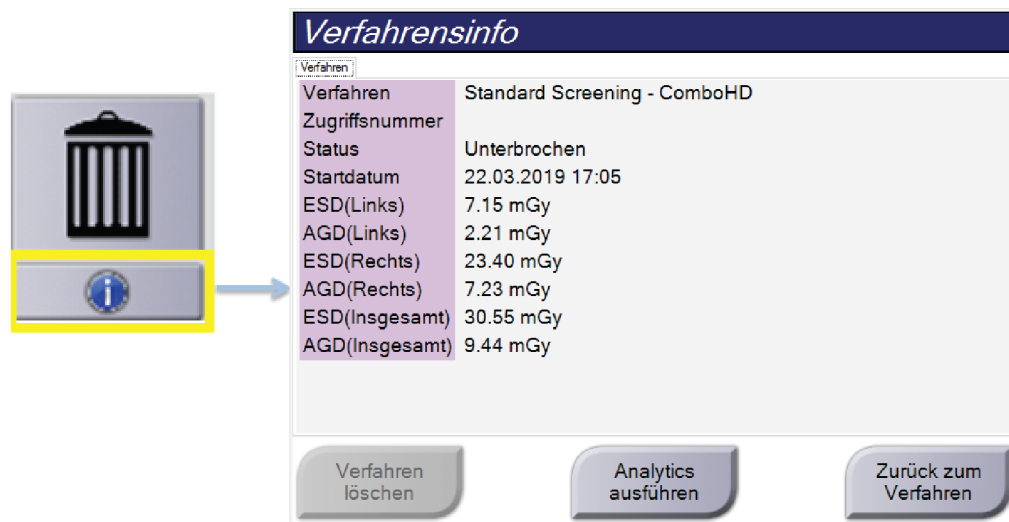 Verfahrensinfo
Verfahren
Verfahren Standard Screening - ComboHD
Zugriffsnummer
Status Unterbrochen
Startdatum 22.03.2019 17:05
ESD(Links) 7.15 mGy
AGD(Links) 2.21 mGy
ESD(Rechts) 23.40 mGy
AGD(Rechts) 7.23 mGy
ESD(Insgesamt) 30.55 mGy
AGD(Insgesamt) 9.44 mGy
Verfahren
löschen
Analytics
ausführen
Zurück zum
Verfahren